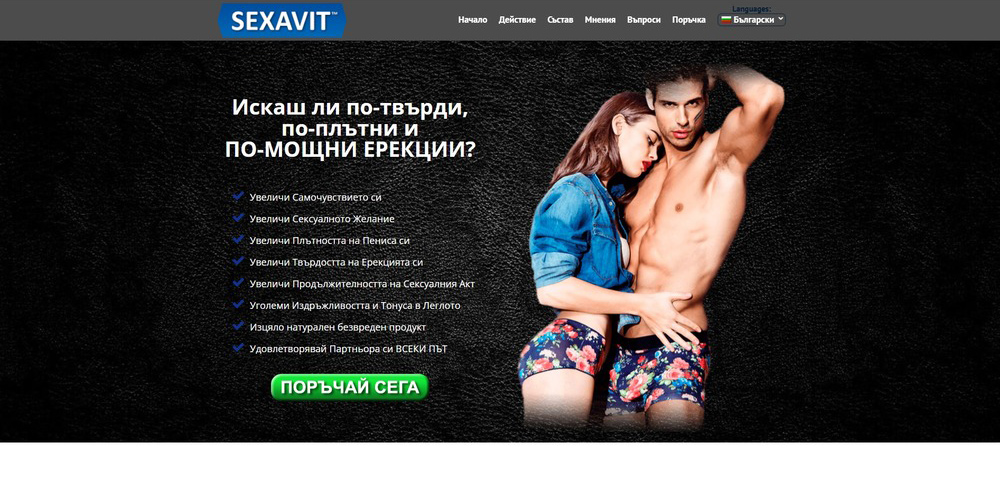 SEXAVIT™
Начало Действие Състав Мнения Въпроси Поръчка
Languages:
Български
Искаш ли по-твърди,
по-плътни и
ПО-МОЩНИ ЕРЕКЦИИ?
Увеличи Самочувствието си
Увеличи Сексуалното Желание
Увеличи Плътността на Пениса си
Увеличи Твърдостта на Ерекцията си
Увеличи Продължителността на Сексуалния Акт
Уголеми Издръжливостта и Тонуса в Леглото
Изцяло натурален безвреден продукт
Удовлетворявай Партньора си ВСЕКИ ПЪТ
ПОРЪЧАЙ СЕГА